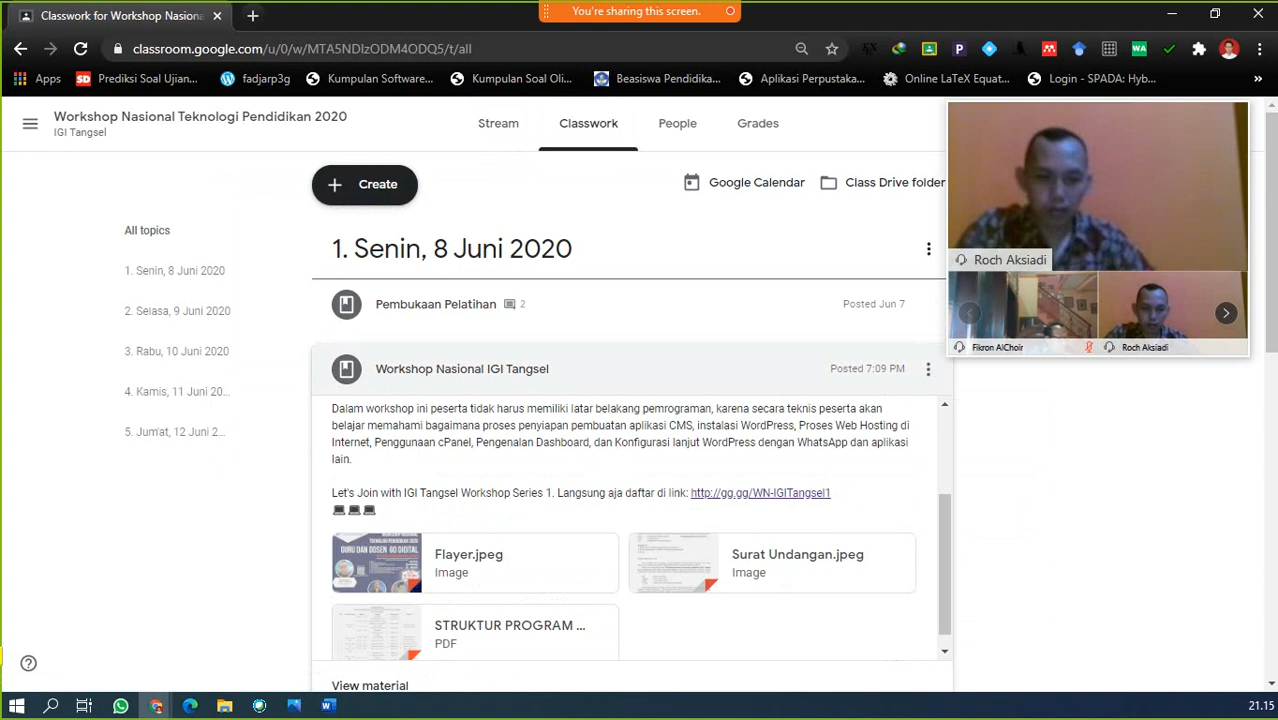 Classwork for Workshop Nasiona
You're sharing this screen.
classroom.google.com/u/0/w/MTA5NDIzODM4ODQ5/t/all
Apps
Prediksi Soal Ujian...
fadjarp3g
Kumpulan Software...
Kumpulan Soal Oli...
Beasiswa Pendidika...
Aplikasi Perpustaka...
Online LaTeX Equat...
Login - SPADA: Hyb...
Workshop Nasional Teknologi Pendidikan 2020
IGI Tangsel
Stream
Classwork
People
Grades
Create
Google Calendar
Class Drive folder
All topics
1. Senin, 8 Juni 2020
2. Selasa, 9 Juni 2020
3. Rabu, 10 Juni 2020
4. Kamis, 11 Juni 20...
5. Jum'at, 12 Juni 2...
1. Senin, 8 Juni 2020
Pembukaan Pelatihan 2
Posted Jun 7
Workshop Nasional IGI Tangsel
Posted 7:09 PM
Dalam workshop ini peserta tidak harus memiliki latar belakang pemrograman, karena secara teknis peserta akan
belajar memahami bagaimana proses penyiapan pembuatan aplikasi CMS, instalasi WordPress, Proses Web Hosting di
Internet, Penggunaan cPanel, Pengenalan Dashboard, dan Konfigurasi lanjut WordPress dengan WhatsApp dan aplikasi
lain.
Let's Join with IGI Tangsel Workshop Series 1. Langsung aja daftar di link: http://gg.gg/WN-IGITangsel1
GURU DAN DOSEN GO DIGITAL
Flayer.jpeg
Image
Surat Undangan.jpeg
Image
STRUKTUR PROGRAM ...
PDF
View material
Roch Aksiadi
Fikron AlChoir
Roch Aksiadi
21.15